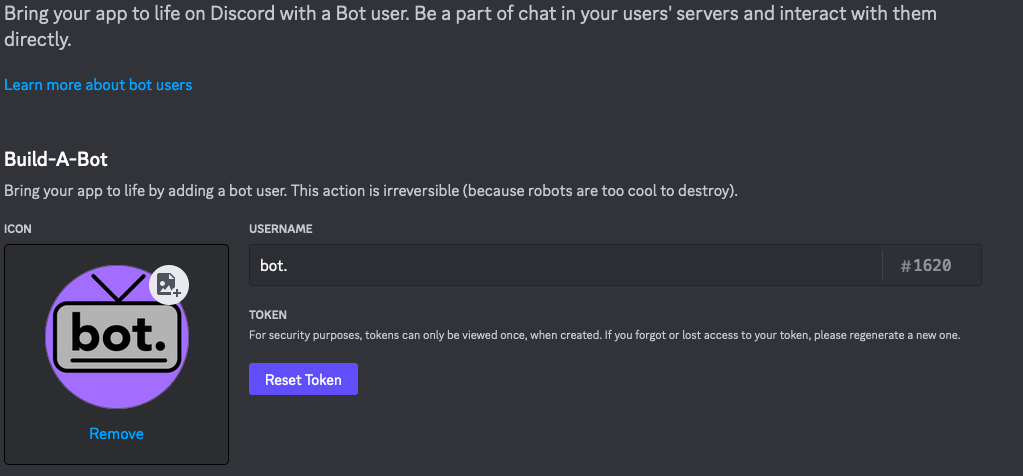 Bring your app to life on Discord with a Bot user. Be a part of chat in your users' servers and interact with them
directly.
Learn more about bot users
Build-A-Bot
Bring your app to life by adding a bot user. This action is irreversible (because robots are too cool to destroy).
ICON
USERNAME
bot.
#1620
bot.
Remove
TOKEN
For security purposes, tokens can only be viewed once, when created. If you forgot or lost access to your token, please regenerate a new one.
Reset Token